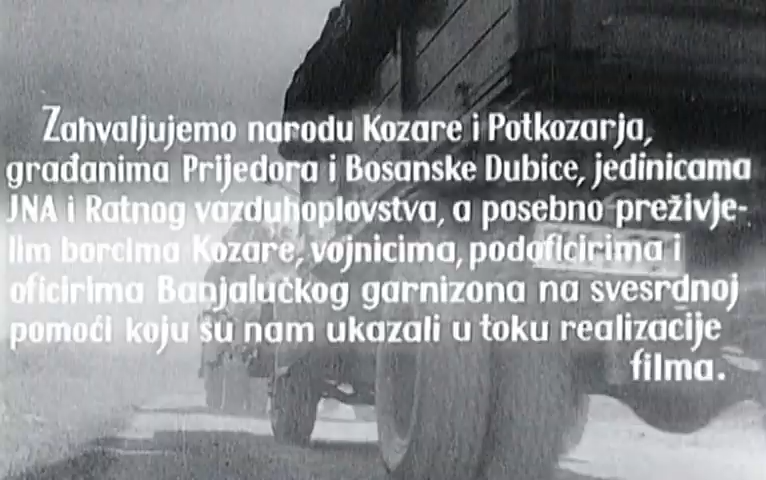 Zahvaljujemo narodu Kozare i Potkozarja,
građanima Prijedora i Bosanske Dubice, jedinicama
JNA i Ratnog vazduhoplovstva, a posebno preživje-
lim borcima Kozare, vojnicima, podoficirima i
oficirima Banjalučkog garnizona na svesrdnoj
pomoći koju su nam ukazali u toku realizacije
filma.